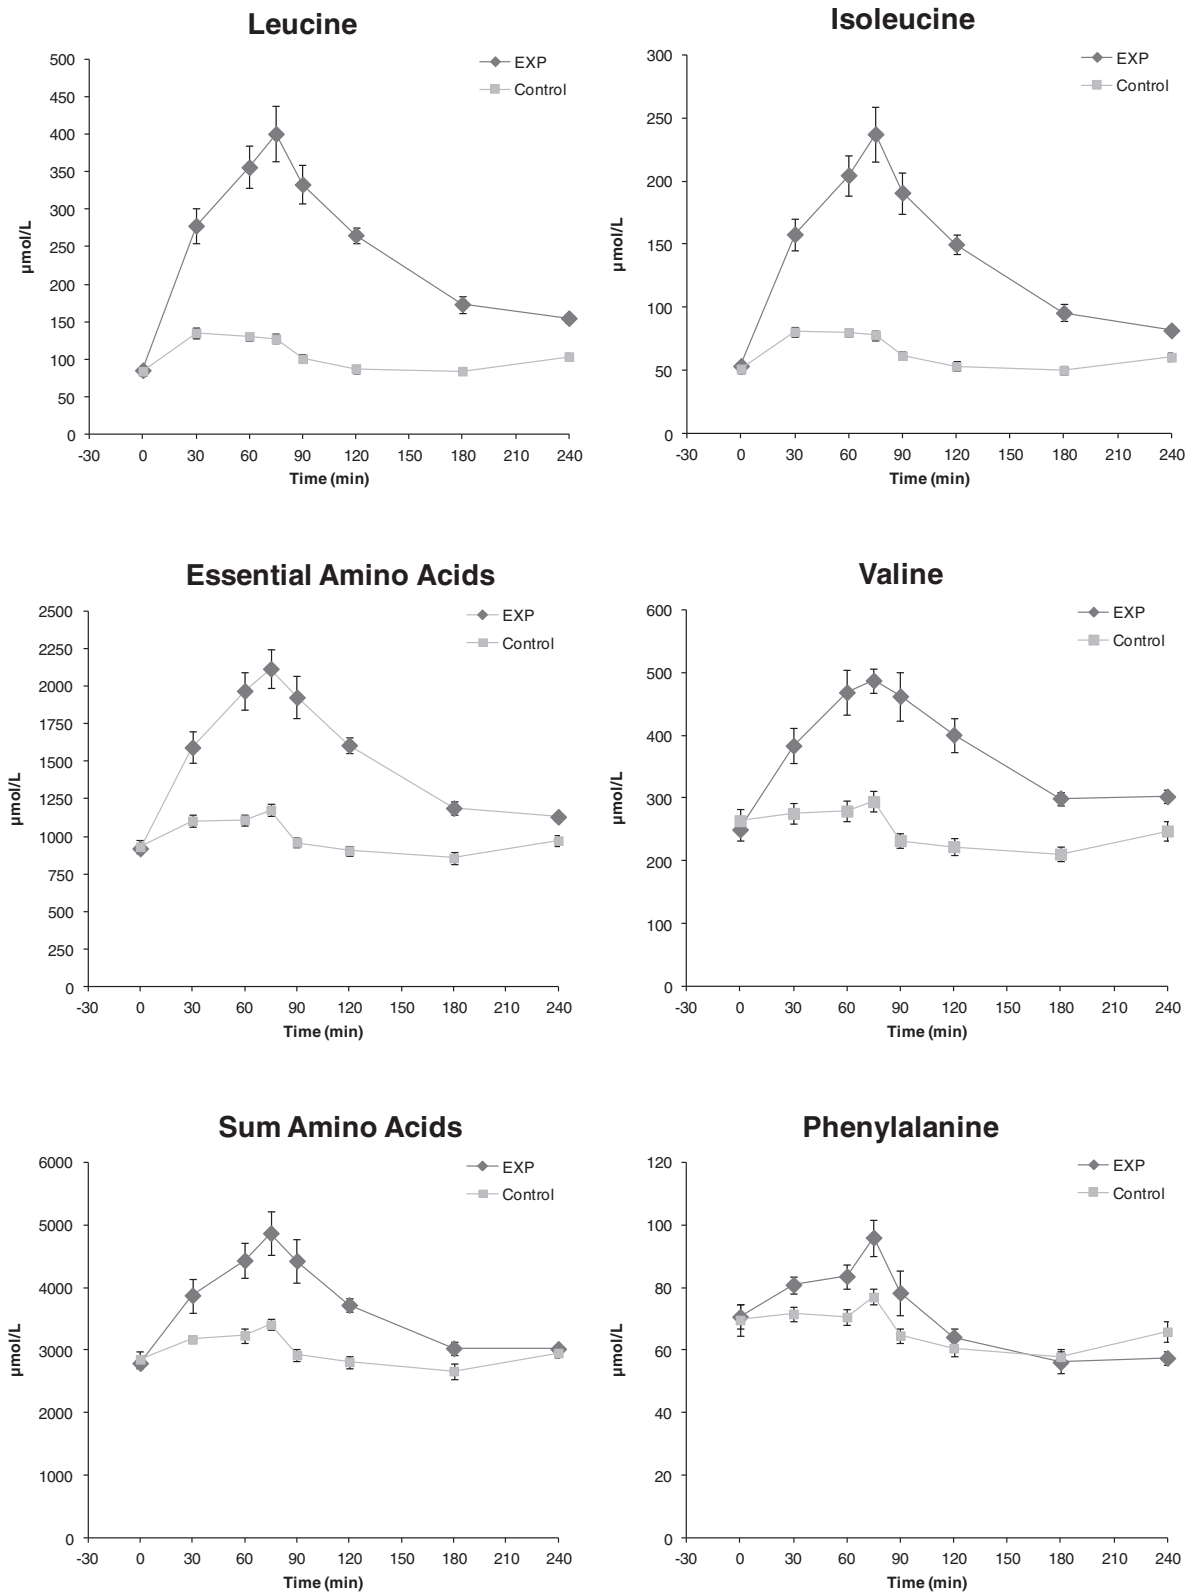 Leucine
500
450
400
350
300
250
200
150
100
50
0
µmol/L
-30 0 30 60 90 120 150 180 210 240
Time (min)
EXP
Control
Isoleucine
300
250
200
150
100
50
0
µmol/L
-30 0 30 60 90 120 150 180 210 240
Time (min)
EXP
Control
Essential Amino Acids
2500
2250
2000
1750
1500
1250
1000
750
500
250
0
µmol/L
-30 0 30 60 90 120 150 180 210 240
Time (min)
EXP
Control
Valine
600
500
400
300
200
100
0
µmol/L
-30 0 30 60 90 120 150 180 210 240
Time (min)
EXP
Control
Sum Amino Acids
6000
5000
4000
3000
2000
1000
0
µmol/L
-30 0 30 60 90 120 150 180 210 240
Time (min)
EXP
Control
Phenylalanine
120
100
80
60
40
20
0
µmol/L
-30 0 30 60 90 120 150 180 210 240
Time (min)
EXP
Control